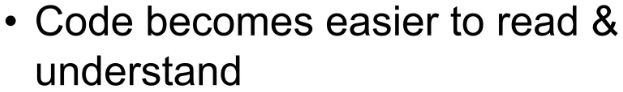 • Code becomes easier to read &
understand